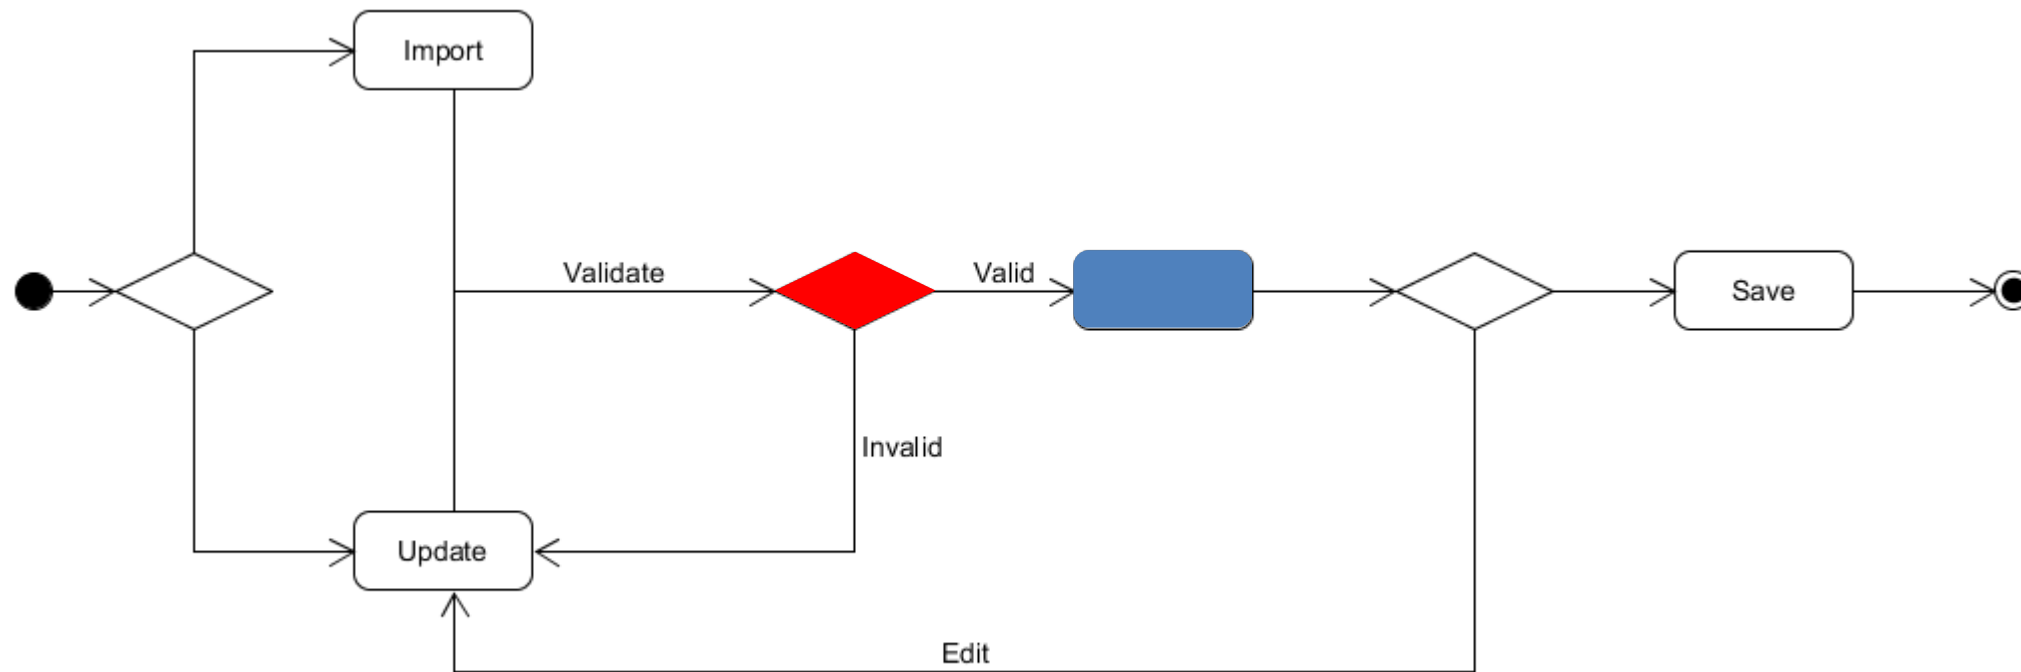 Import
Validate
Valid
Save
Invalid
Update
Edit